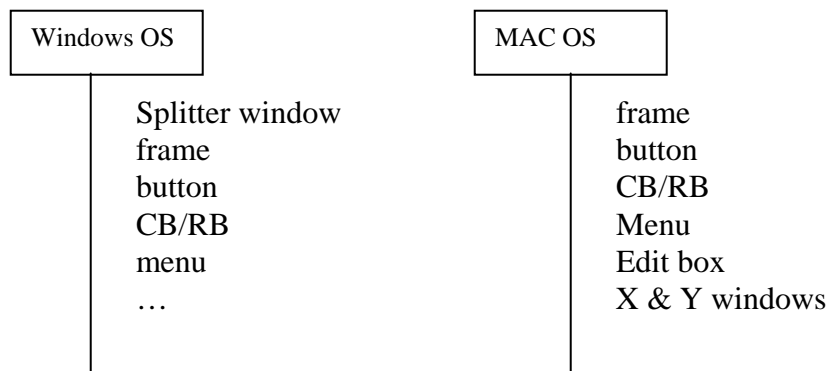 Windows OS
Splitter window
frame
button
CB/RB
menu
…
MAC OS
frame
button
CB/RB
Menu
Edit box
X & Y windows